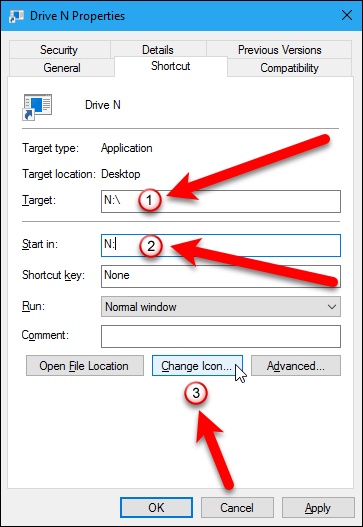 Drive N Properties
Security Details Previous Versions
General Shortcut Compatibility
Drive N
Target type: Application
Target location: Desktop
Target: N:\ 1
Start in: N: 2
Shortcut key: None
Run: Normal window
Comment:
Open File Location Change Icon... Advanced...
3
OK Cancel Apply